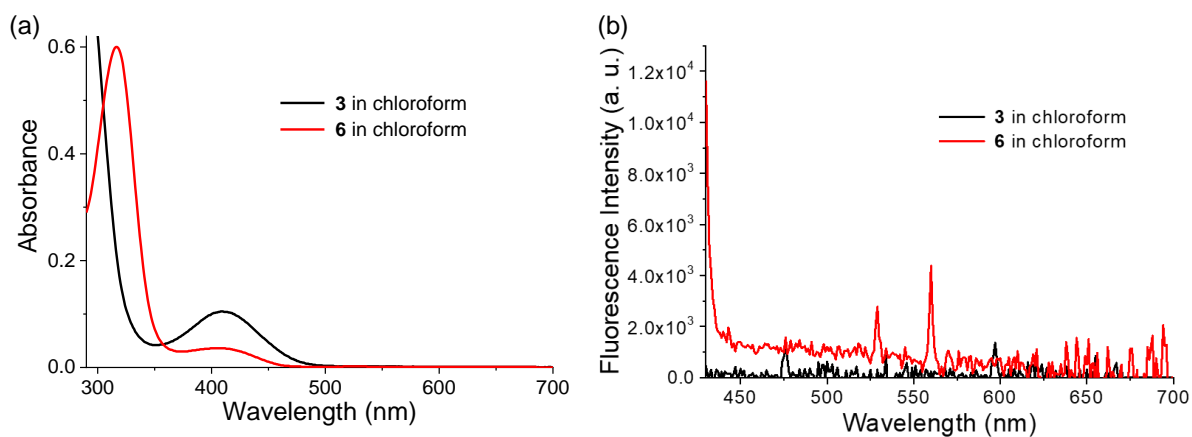 (a)
Absorbance
0.6
0.4
0.2
0.0
3 in chloroform
6 in chloroform
300 400 500 600 700
Wavelength (nm)
(b)
Fluorescence Intensity (a. u.)
1.2x10⁴
1.0x10⁴
8.0x10³
6.0x10³
4.0x10³
2.0x10³
0.0
3 in chloroform
6 in chloroform
450 500 550 600 650 700
Wavelength (nm)